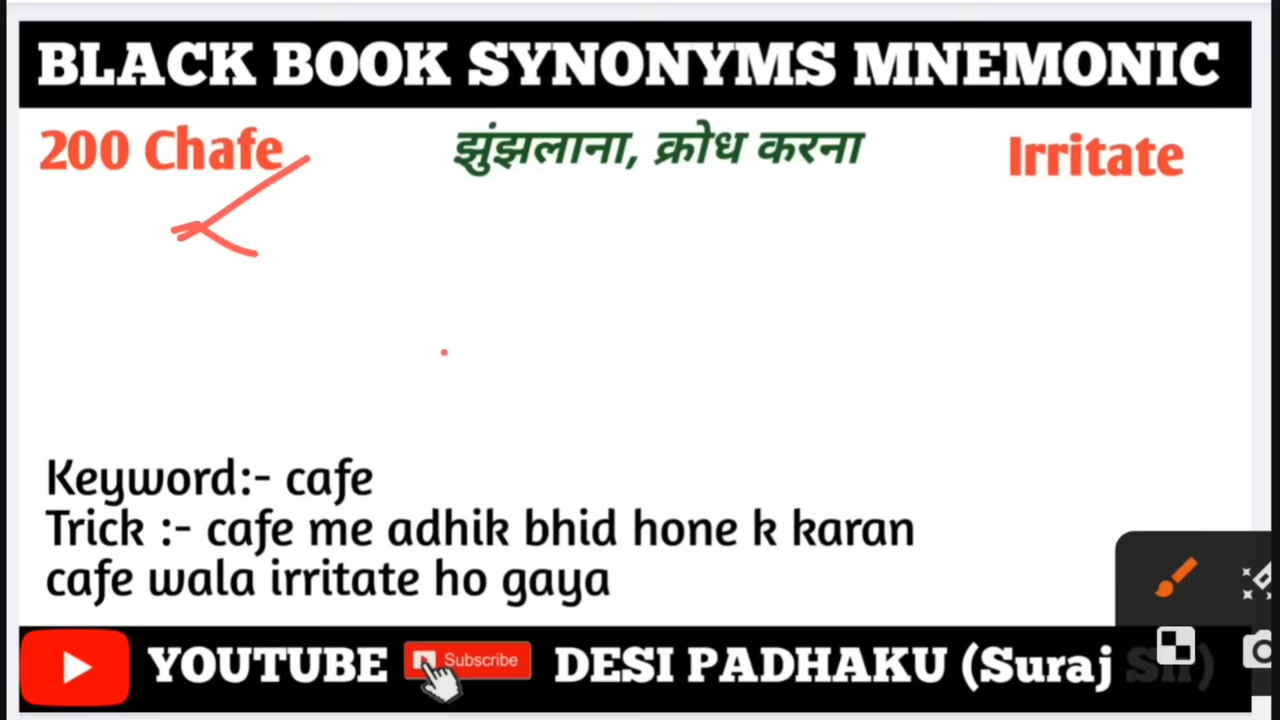 BLACK BOOK SYNONYMS MNEMONIC
200 Chafe झुंझलाना, क्रोध करना Irritate
Keyword:- cafe
Trick :- cafe me adhik bhid hone k karan
cafe wala irritate ho gaya
YOUTUBE Subscribe DESI PADHAKU (Suraj Sir)